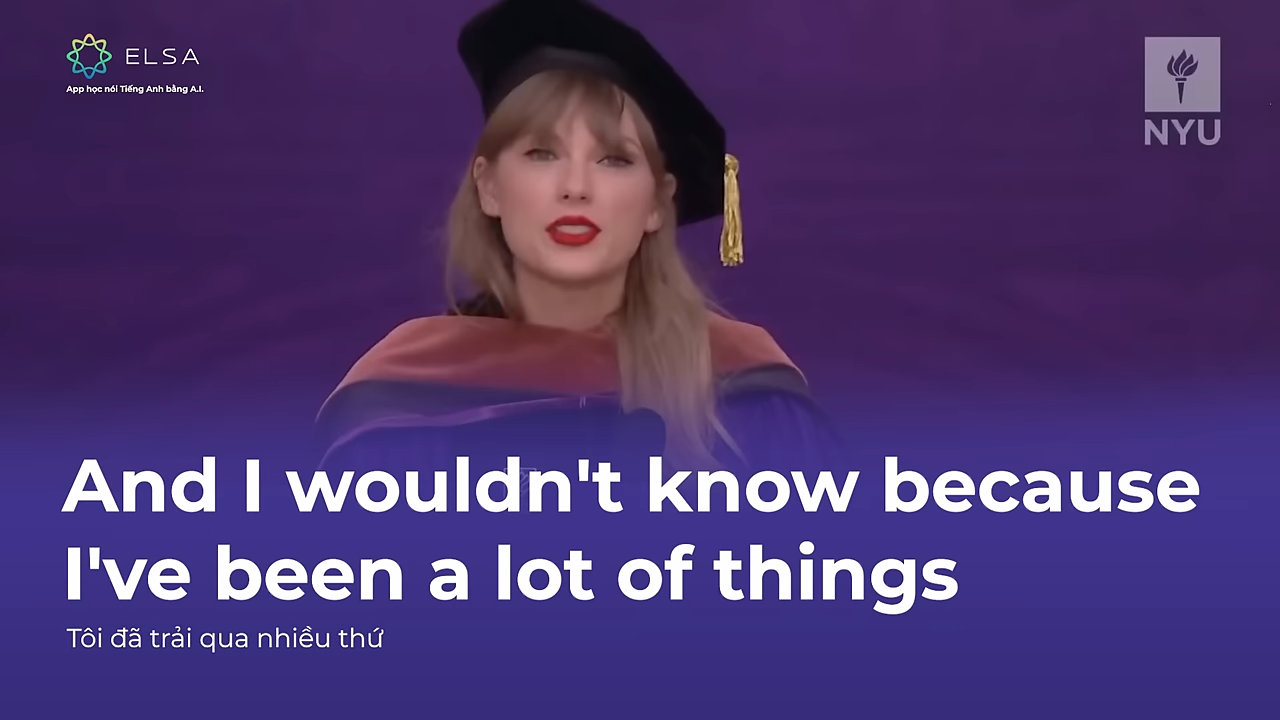 ELSA
App học nói Tiếng Anh bằng A.I.
NYU
And I wouldn't know because
I've been a lot of things
Tôi đã trải qua nhiều thứ